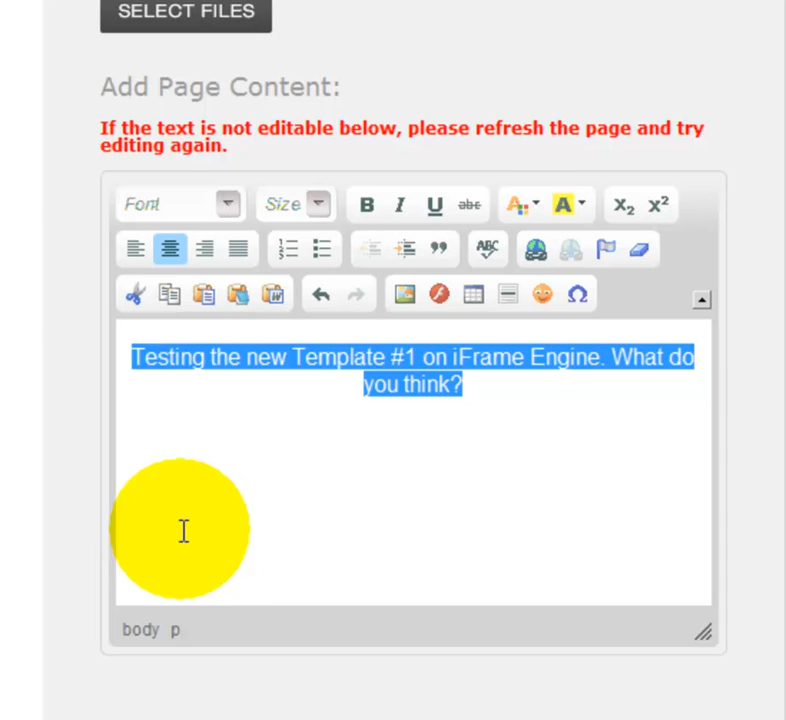 SELECT FILES
Add Page Content:
If the text is not editable below, please refresh the page and try
editing again.
Font Size B I U abc A A X₂ X²
ABC
Testing the new Template #1 on iFrame Engine. What do
you think?
body p